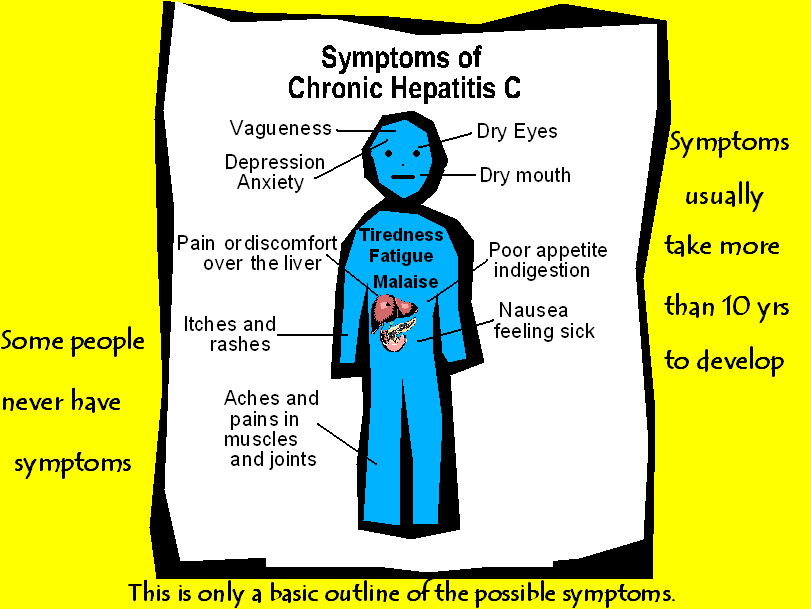 Symptoms of
Chronic Hepatitis C
Vagueness
Dry Eyes
Depression
Anxiety
Dry mouth
Tiredness
Fatigue
Malaise
Pain ordiscomfort
over the liver
Poor appetite
indigestion
Itches and
rashes
Nausea
feeling sick
Aches and
pains in
muscles
and joints
Some people
never have
symptoms
Symptoms
usually
take more
than 10 yrs
to develop
This is only a basic outline of the possible symptoms.